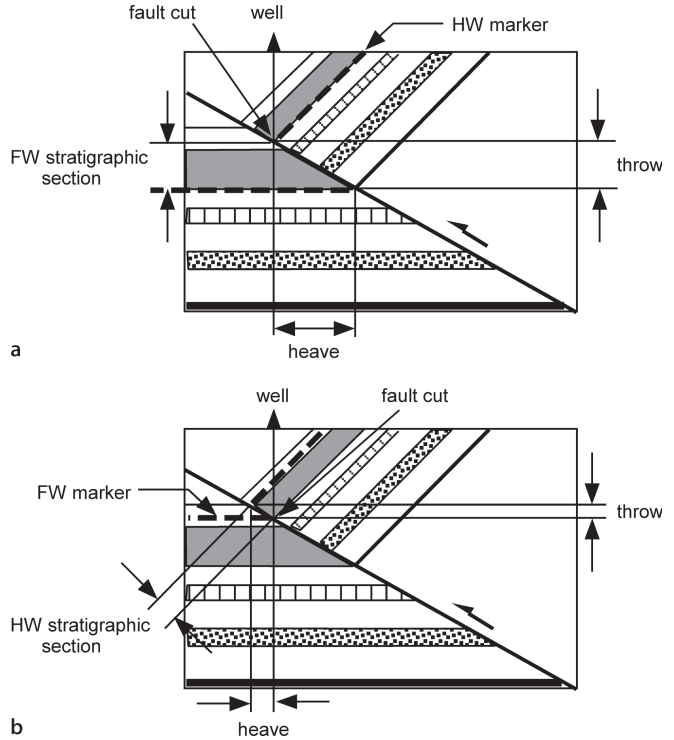 fault cut
well
HW marker
FW stratigraphic
section
throw
heave
a
well
fault cut
FW marker
throw
HW stratigraphic
section
heave
b